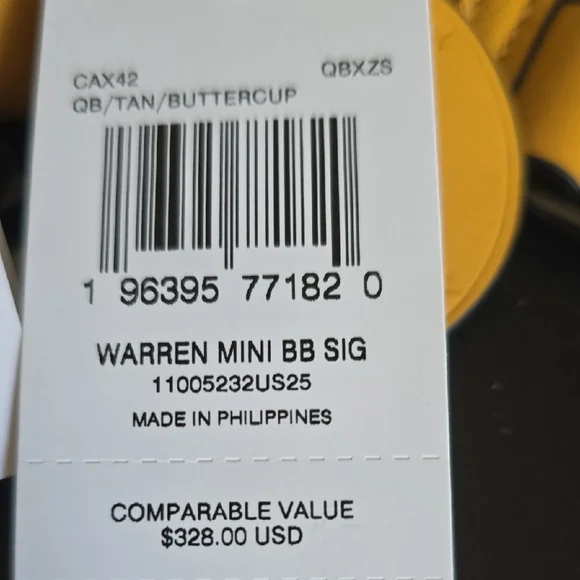 CAX42 QBXZS
QB/TAN/BUTTERCUP
1 96395 77182 0
WARREN MINI BB SIG
11005232US25
MADE IN PHILIPPINES
COMPARABLE VALUE
$328.00 USD